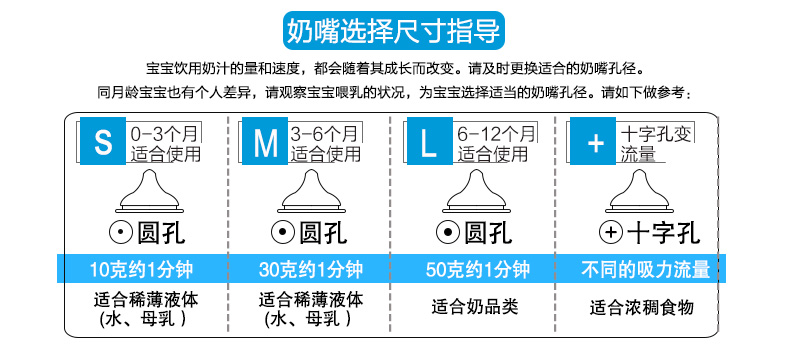 奶嘴选择尺寸指导
宝宝饮用奶汁的量和速度，都会随着其成长而改变。请及时更换适合的奶嘴孔径。
同月龄宝宝也有个人差异，请观察宝宝喂乳的状况，为宝宝选择适当的奶嘴孔径。请如下做参考：
S
0-3个月
适合使用
圆孔
10克约1分钟
适合稀薄液体
(水、母乳)
M
3-6个月
适合使用
圆孔
30克约1分钟
适合稀薄液体
(水、母乳)
L
6-12个月
适合使用
圆孔
50克约1分钟
适合奶品类
+
十字孔变
流量
十字孔
不同的吸力流量
适合浓稠食物